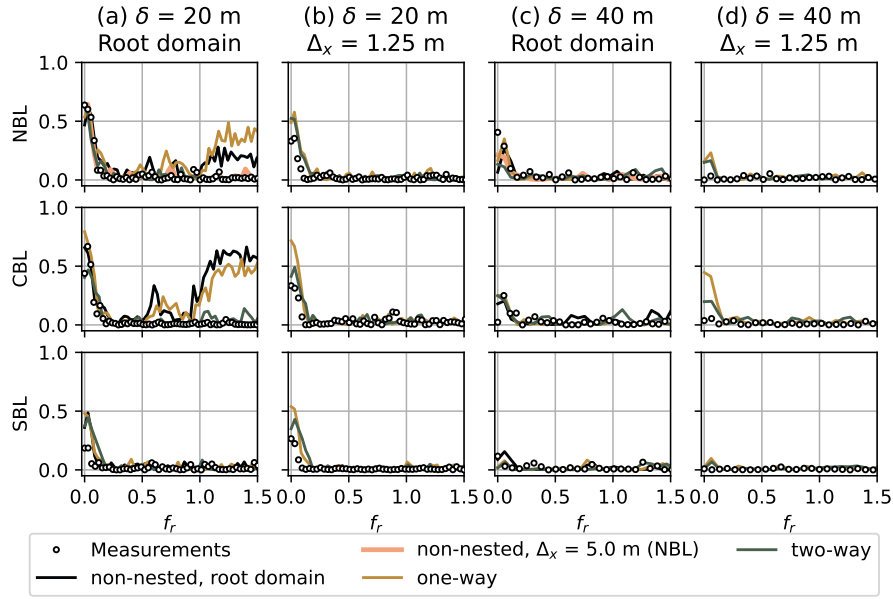 (a) δ = 20 m
Root domain
(b) δ = 20 m
Δx = 1.25 m
(c) δ = 40 m
Root domain
(d) δ = 40 m
Δx = 1.25 m
NBL
1.0
0.5
0.0
CBL
1.0
0.5
0.0
SBL
1.0
0.5
0.0
0.0 0.5 1.0 1.5
0.0 0.5 1.0 1.5
0.0 0.5 1.0 1.5
0.0 0.5 1.0 1.5
fr
fr
fr
fr
Measurements
non-nested, root domain
non-nested, Δx = 5.0 m (NBL)
one-way
two-way